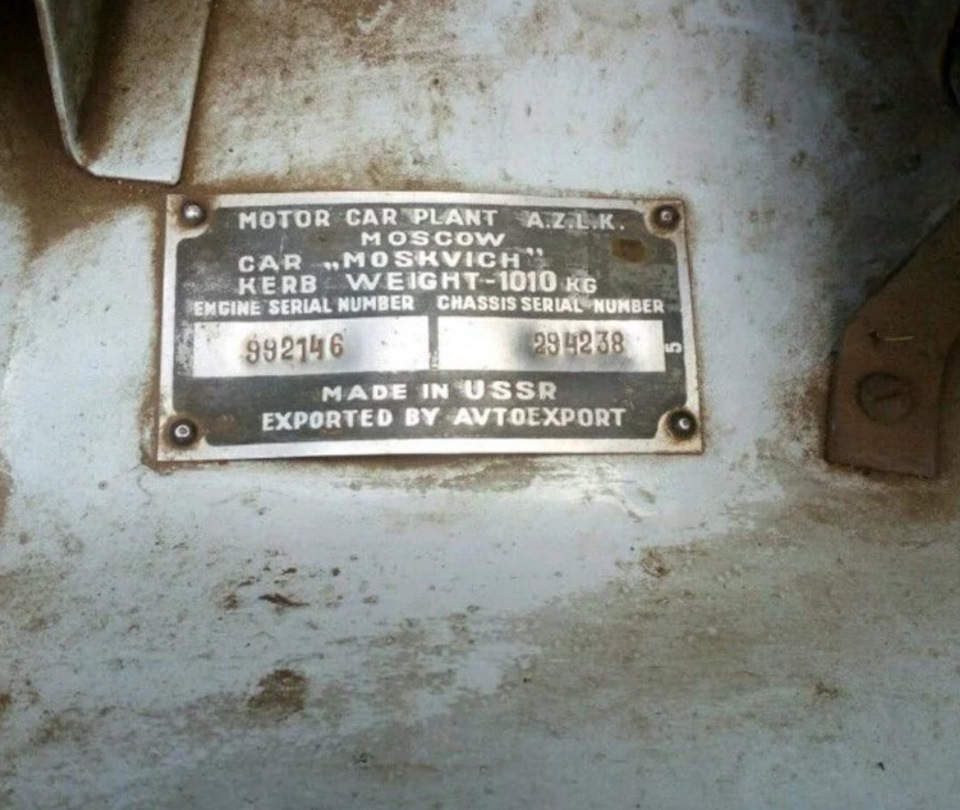 MOTOR CAR PLANT A.Z.L.K.
MOSCOW
CAR „MOSKVICH”
KERB WEIGHT-1010 KG
ENGINE SERIAL NUMBER CHASSIS SERIAL NUMBER
992146 294238 5
MADE IN USSR
EXPORTED BY AVTOEXPORT